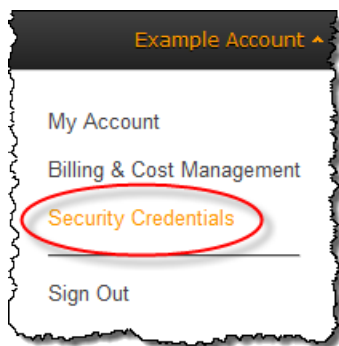 Example Account
My Account
Billing & Cost Management
Security Credentials
Sign Out